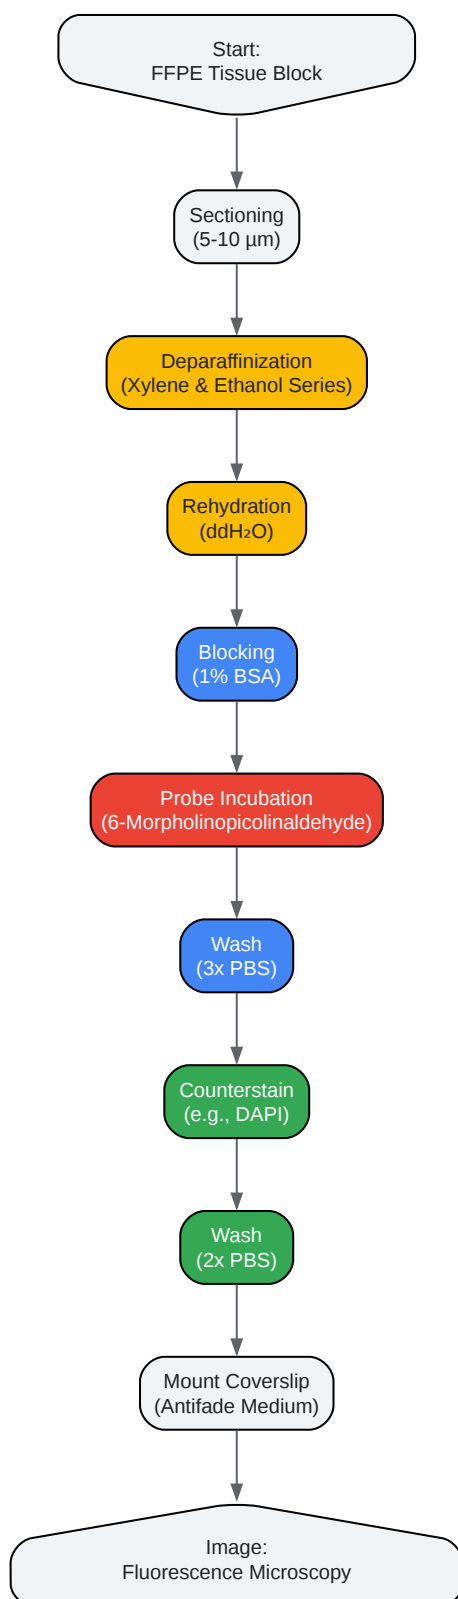 Start:
FFPE Tissue Block
Sectioning
(5-10 µm)
Deparaffinization
(Xylene & Ethanol Series)
Rehydration
(ddH₂O)
Blocking
(1% BSA)
Probe Incubation
(6-Morpholinopicolinaldehyde)
Wash
(3x PBS)
Counterstain
(e.g., DAPI)
Wash
(2x PBS)
Mount Coverslip
(Antifade Medium)
Image:
Fluorescence Microscopy